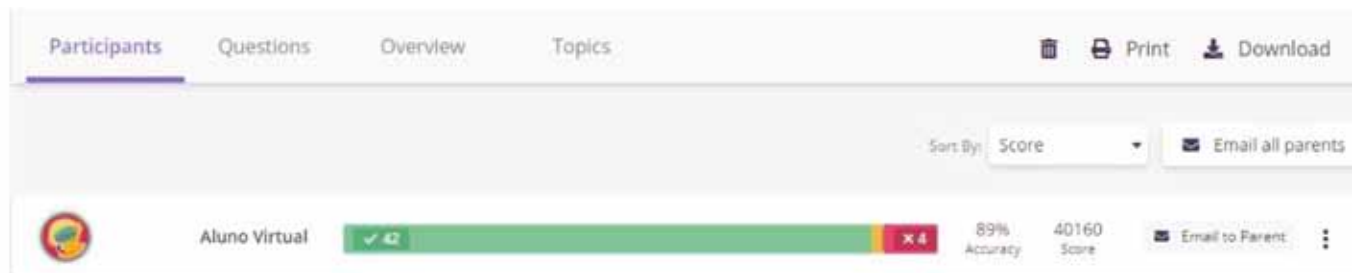 Participants Questions Overview Topics Print Download
Sort By: Score Email all parents
Aluno Virtual ✓ 42 × 4 89% 40160 Email to Parent
Accuracy Score